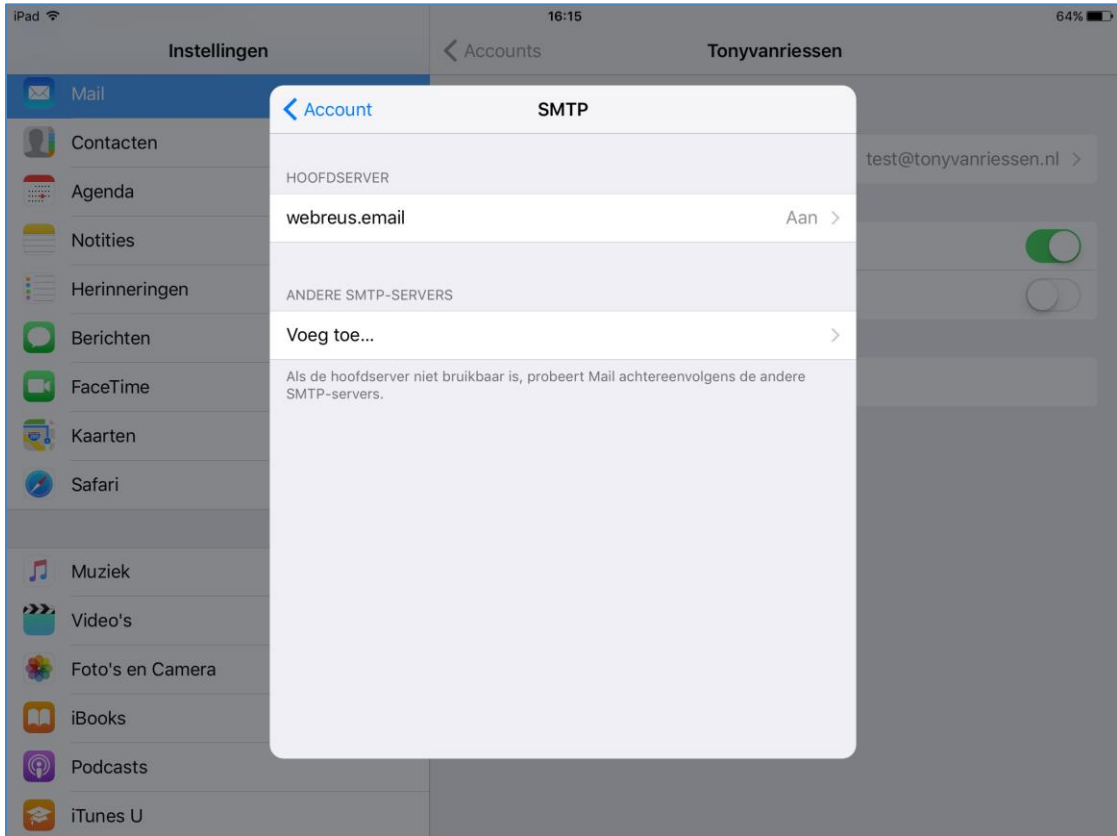 iPad 16:15 64%
Instellingen
Accounts Tonyvanriessen
Mail
Contacten
Agenda
Notities
Herinneringen
Berichten
FaceTime
Kaarten
Safari
Muziek
Video's
Foto's en Camera
iBooks
Podcasts
iTunes U
test@tonyvanriessen.nl
Account SMTP
HOOFDSERVER
webreus.email Aan
ANDERE SMTP-SERVERS
Voeg toe...
Als de hoofdserver niet bruikbaar is, probeert Mail achtereenvolgens de andere
SMTP-servers.